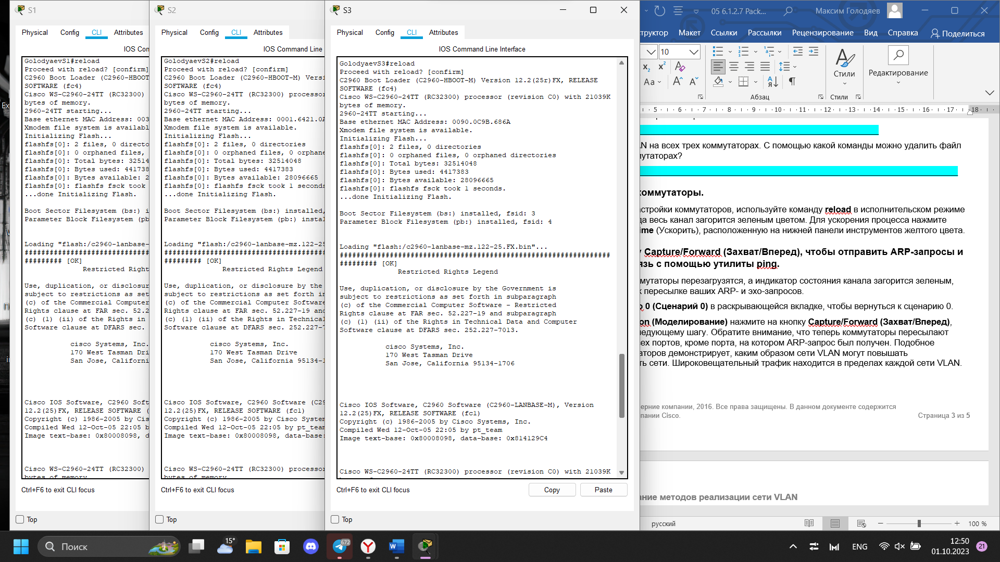 S1
Physical
Config
CLI
Attributes
IOS Con
GolodyaevS1#reload
Proceed with reload? [confirm]
C2960 Boot Loader (C2960-HBOOT-
SOFTWARE (fc4)
Cisco WS-C2960-24TT (RC32300)
bytes of memory.
2960-24TT starting...
Base ethernet MAC Address: 003
Xmodem file system is availabl
Initializing Flash...
flashfs[0]: 2 files, 0 directo
flashfs[0]: 0 orphaned files,
flashfs[0]: Total bytes: 32514
flashfs[0]: Bytes used: 441738
flashfs[0]: Bytes available: 2
flashfs[0]: flashfs fsck took
...done Initializing Flash.
Boot Sector Filesystem (bs:) i
Parameter Block Filesystem (pb
Loading "flash:/c2960-lanbase-
##############################
######### [OK]
Restricted Right
Use, duplication, or disclosur
subject to restrictions as set
(c) of the Commercial Computer
Rights clause at FAR sec. 52.2
(c) (1) (ii) of the Rights in
Software clause at DFARS sec.
cisco Systems, Inc.
170 West Tasman Dri
San Jose, California
Cisco IOS Software, C2960 Soft
12.2(25)FX, RELEASE SOFTWARE (
Copyright (c) 1986-2005 by Cis
Compiled Wed 12-Oct-05 22:05 b
Image text-base: 0x80008098, d
Cisco WS-C2960-24TT (RC32300)
bytes of memory
Ctrl+F6 to exit CLI focus
Top
S2
Physical
Config
CLI
Attributes
IOS Command Line
GolodyaevS2#reload
Proceed with reload? [confirm]
C2960 Boot Loader (C2960-HBOOT-M) Versi
SOFTWARE (fc4)
Cisco WS-C2960-24TT (RC32300) processor
bytes of memory.
2960-24TT starting...
Base ethernet MAC Address: 0001.6421.0A
Xmodem file system is available.
Initializing Flash...
flashfs[0]: 2 files, 0 directories
flashfs[0]: 0 orphaned files, 0 orphane
flashfs[0]: Total bytes: 32514048
flashfs[0]: Bytes used: 4417383
flashfs[0]: Bytes available: 28096665
flashfs[0]: flashfs fsck took 1 seconds
...done Initializing Flash.
Boot Sector Filesystem (bs:) installed,
Parameter Block Filesystem (pb:) instal
Loading "flash:/c2960-lanbase-mz.122-25
#######################################
######### [OK]
Restricted Rights Legend
Use, duplication, or disclosure by the
subject to restrictions as set forth in
(c) of the Commercial Computer Software
Rights clause at FAR sec. 52.227-19 and
(c) (1) (ii) of the Rights in Technical
Software clause at DFARS sec. 252.227-7
cisco Systems, Inc.
170 West Tasman Drive
San Jose, California 95134-1
Cisco IOS Software, C2960 Software (C29
12.2(25)FX, RELEASE SOFTWARE (fc1)
Copyright (c) 1986-2005 by Cisco System
Compiled Wed 12-Oct-05 22:05 by pt_team
Image text-base: 0x80008098, data-base:
Cisco WS-C2960-24TT (RC32300) processor
bytes of memory
Ctrl+F6 to exit CLI focus
Top
S3
Physical
Config
CLI
Attributes
IOS Command Line Interface
GolodyaevS3#reload
Proceed with reload? [confirm]
C2960 Boot Loader (C2960-HBOOT-M) Version 12.2(25r)FX, RELEASE
SOFTWARE (fc4)
Cisco WS-C2960-24TT (RC32300) processor (revision C0) with 21039K
bytes of memory.
2960-24TT starting...
Base ethernet MAC Address: 0090.0C9B.686A
Xmodem file system is available.
Initializing Flash...
flashfs[0]: 2 files, 0 directories
flashfs[0]: 0 orphaned files, 0 orphaned directories
flashfs[0]: Total bytes: 32514048
flashfs[0]: Bytes used: 4417383
flashfs[0]: Bytes available: 28096665
flashfs[0]: flashfs fsck took 1 seconds.
...done Initializing Flash.
Boot Sector Filesystem (bs:) installed, fsid: 3
Parameter Block Filesystem (pb:) installed, fsid: 4
Loading "flash:/c2960-lanbase-mz.122-25.FX.bin"...
#################################################################
######### [OK]
Restricted Rights Legend
Use, duplication, or disclosure by the Government is
subject to restrictions as set forth in subparagraph
(c) of the Commercial Computer Software - Restricted
Rights clause at FAR sec. 52.227-19 and subparagraph
(c) (1) (ii) of the Rights in Technical Data and Computer
Software clause at DFARS sec. 252.227-7013.
cisco Systems, Inc.
170 West Tasman Drive
San Jose, California 95134-1706
Cisco IOS Software, C2960 Software (C2960-LANBASE-M), Version
12.2(25)FX, RELEASE SOFTWARE (fc1)
Copyright (c) 1986-2005 by Cisco Systems, Inc.
Compiled Wed 12-Oct-05 22:05 by pt_team
Image text-base: 0x80008098, data-base: 0x814129C4
Cisco WS-C2960-24TT (RC32300) processor (revision C0) with 21039K
Ctrl+F6 to exit CLI focus
Copy
Paste
Top
05 6.1.2.7 Pack...
Максим Голодяев
труктор
Макет
Ссылки
Рассылки
Рецензирование
Вид
Справка
Поделиться
10
Стили
Редактирование
Абзац
Стили
5 6 7 8 9 10 11 12 13 14 15 16 17 18
N на всех трех коммутаторах. С помощью какой команды можно удалить файл
утаторах?
коммутаторы.
стройки коммутаторов, используйте команду reload в исполнительском режиме
да весь канал загорится зеленым цветом. Для ускорения процесса нажмите
ime (Ускорить), расположенную на нижней панели инструментов желтого цвета.
у Capture/Forward (Захват/Вперед), чтобы отправить ARP-запросы и
язь с помощью утилиты ping.
мутаторы перезагрузятся, а индикатор состояния канала загорится зеленым,
к пересылке ваших ARP- и эхо-запросов.
o 0 (Сценарий 0) в раскрывающейся вкладке, чтобы вернуться к сценарию 0.
on (Моделирование) нажмите на кнопку Capture/Forward (Захват/Вперед),
ледующему шагу. Обратите внимание, что теперь коммутаторы пересылают
ех портов, кроме порта, на котором ARP-запрос был получен. Подобное
аторов демонстрирует, каким образом сети VLAN могут повышать
ть сети. Широковещательный трафик находится в пределах каждой сети VLAN.
ерние компании, 2016. Все права защищены. В данном документе содержится
пании Cisco.
Страница 3 из 5
ние методов реализации сети VLAN
русский
100 %
Ex
Поиск
15°
672
ENG
12:50
01.10.2023
21